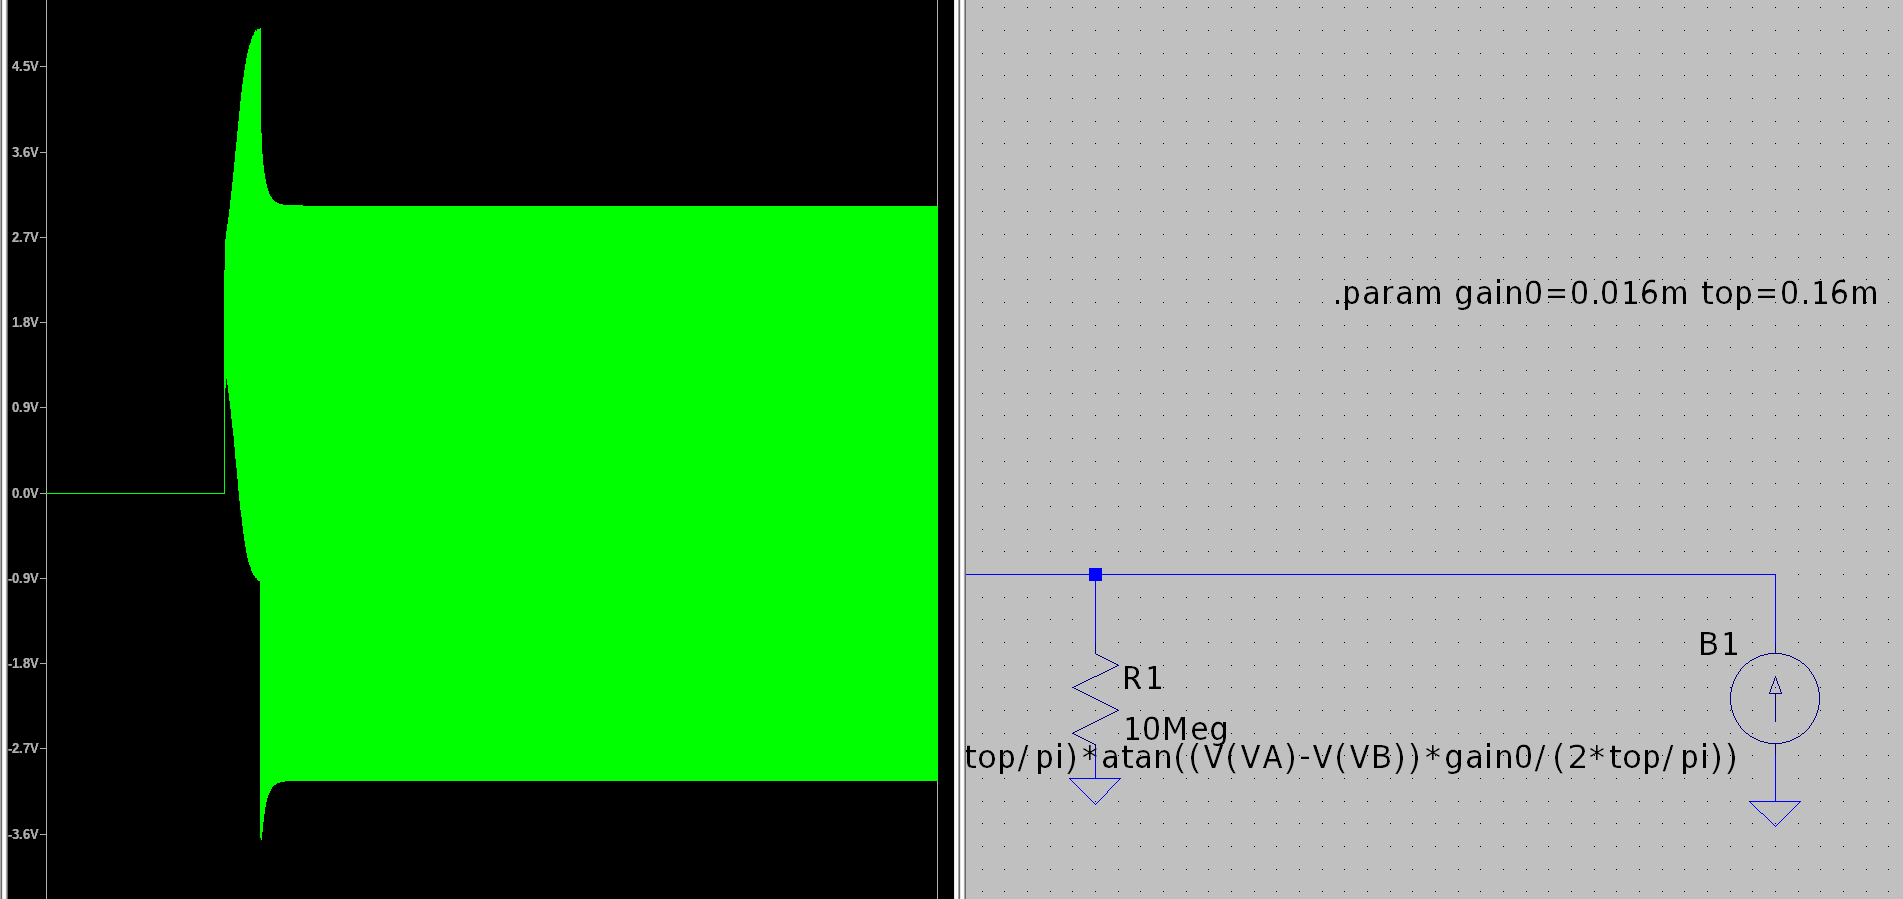 4.5V
3.6V
2.7V
1.8V
0.9V
0.0V
-0.9V
-1.8V
-2.7V
-3.6V
.param gain0=0.016m top=0.16m
B1
R1
10Meg
top/pi)*atan((V(VA)-V(VB))*gain0/(2*top/pi))